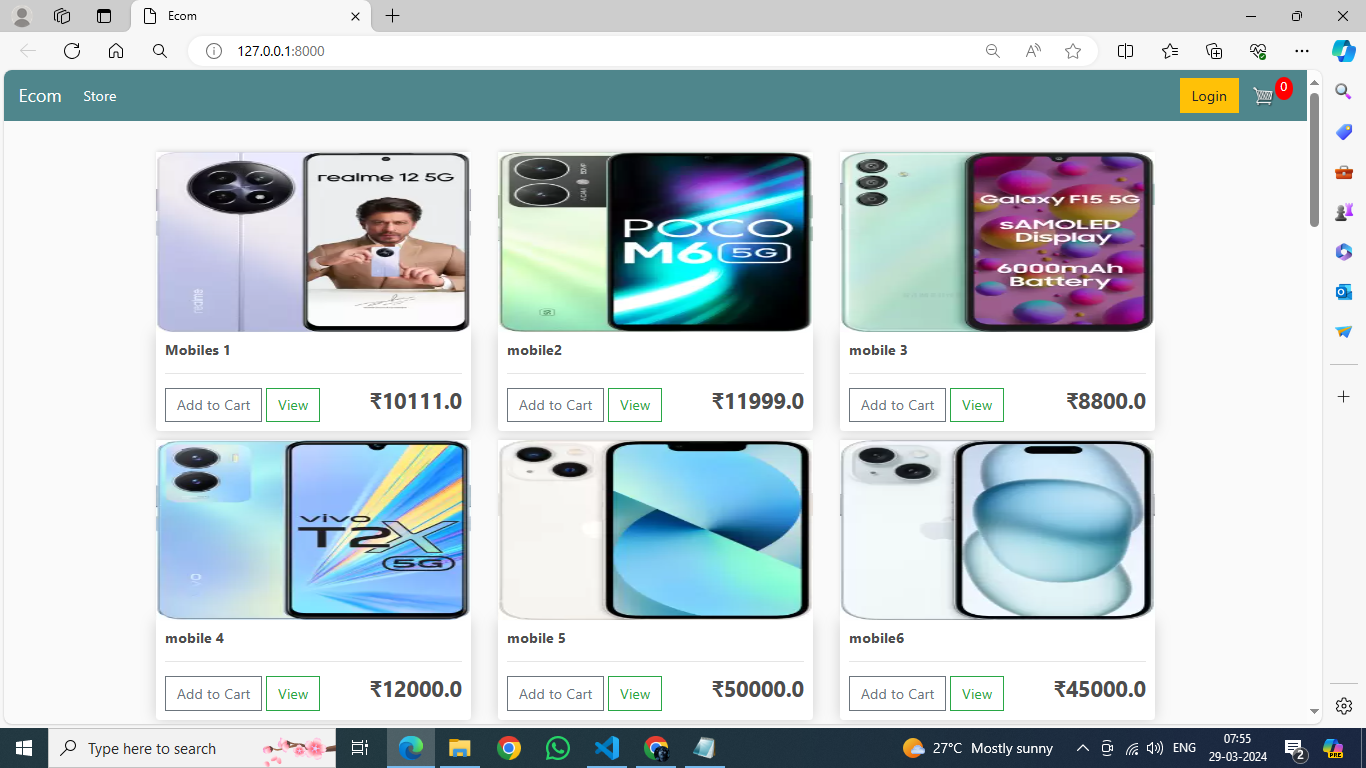 Ecom
127.0.0.1:8000
Ecom
Store
Login
0
realme 12 5G
realme
POCO
M6 5G
Galaxy F15 5G
sAMOLED
Display
6000mAh
Battery
Mobiles 1
mobile2
mobile 3
Add to Cart View ₹10111.0
Add to Cart View ₹11999.0
Add to Cart View ₹8800.0
vivo
T2X
5G
mobile 4
mobile 5
mobile6
Add to Cart View ₹12000.0
Add to Cart View ₹50000.0
Add to Cart View ₹45000.0
Type here to search
27°C Mostly sunny
ENG
07:55
29-03-2024
2
PRE